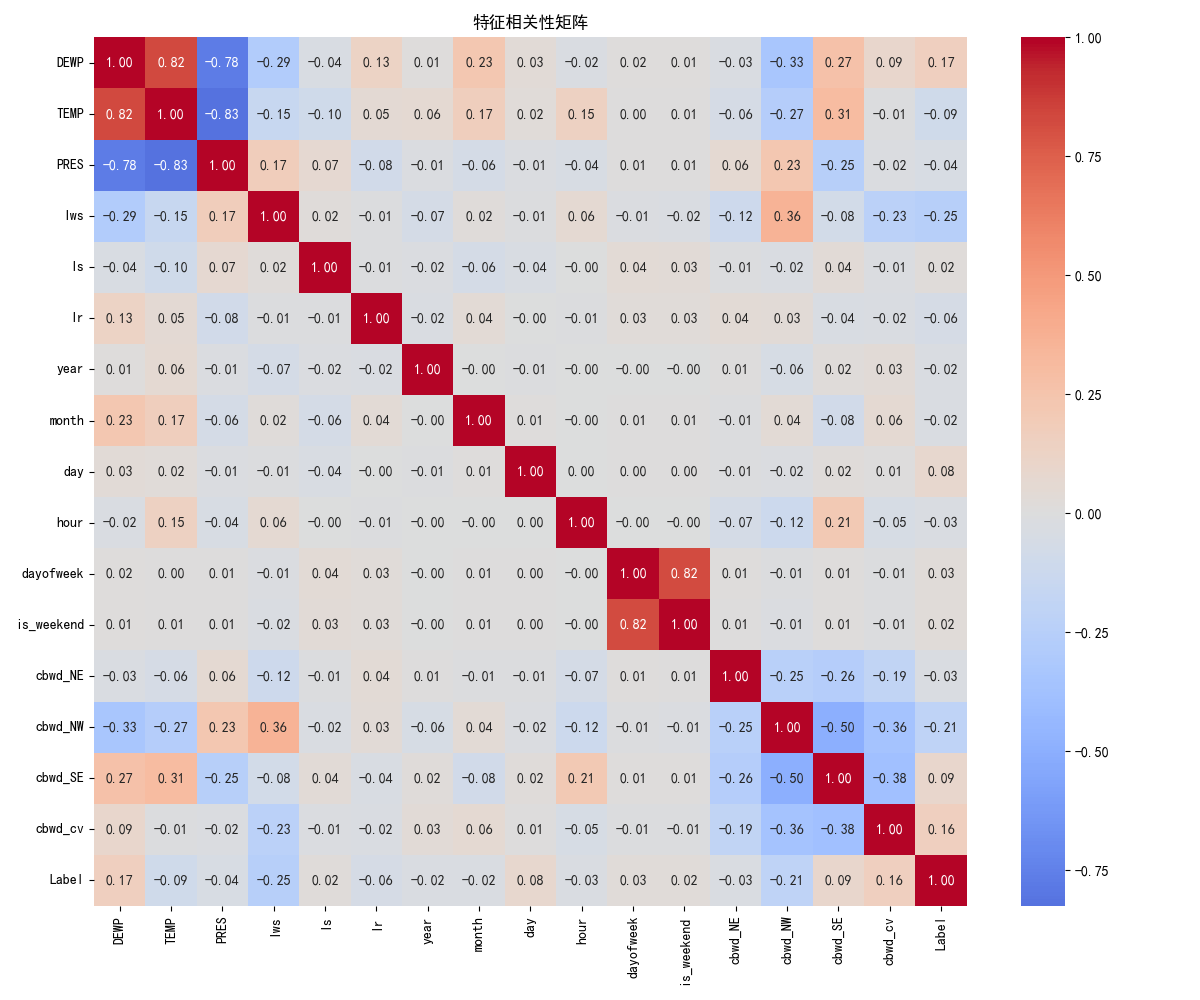 特征相关性矩阵
DEWP 1.00 0.82 -0.78 -0.29 -0.04 0.13 0.01 0.23 0.03 -0.02 0.02 0.01 -0.03 -0.33 0.27 0.09 0.17
TEMP 0.82 1.00 -0.83 -0.15 -0.10 0.05 0.06 0.17 0.02 0.15 0.00 0.01 -0.06 -0.27 0.31 -0.01 -0.09
PRES -0.78 -0.83 1.00 0.17 0.07 -0.08 -0.01 -0.06 -0.01 -0.04 0.01 0.01 0.06 0.23 -0.25 -0.02 -0.04
Iws -0.29 -0.15 0.17 1.00 0.02 -0.01 -0.07 0.02 -0.01 0.06 -0.01 -0.02 -0.12 0.36 -0.08 -0.23 -0.25
Is -0.04 -0.10 0.07 0.02 1.00 -0.01 -0.02 -0.06 -0.04 -0.00 0.04 0.03 -0.01 -0.02 0.04 -0.01 0.02
Ir 0.13 0.05 -0.08 -0.01 -0.01 1.00 -0.02 0.04 -0.00 -0.01 0.03 0.03 0.04 0.03 -0.04 -0.02 -0.06
year 0.01 0.06 -0.01 -0.07 -0.02 -0.02 1.00 -0.00 -0.01 -0.00 -0.00 -0.00 0.01 -0.06 0.02 0.03 -0.02
month 0.23 0.17 -0.06 0.02 -0.06 0.04 -0.00 1.00 0.01 -0.00 0.01 0.01 -0.01 0.04 -0.08 0.06 -0.02
day 0.03 0.02 -0.01 -0.01 -0.04 -0.00 -0.01 0.01 1.00 0.00 0.00 0.00 -0.01 -0.02 0.02 0.01 0.08
hour -0.02 0.15 -0.04 0.06 -0.00 -0.01 -0.00 -0.00 0.00 1.00 -0.00 -0.00 -0.07 -0.12 0.21 -0.05 -0.03
dayofweek 0.02 0.00 0.01 -0.01 0.04 0.03 -0.00 0.01 0.00 -0.00 1.00 0.82 0.01 -0.01 0.01 -0.01 0.03
is_weekend 0.01 0.01 0.01 -0.02 0.03 0.03 -0.00 0.01 0.00 -0.00 0.82 1.00 0.01 -0.01 0.01 -0.01 0.02
cbwd_NE -0.03 -0.06 0.06 -0.12 -0.01 0.04 0.01 -0.01 -0.01 -0.07 0.01 0.01 1.00 -0.25 -0.26 -0.19 -0.03
cbwd_NW -0.33 -0.27 0.23 0.36 -0.02 0.03 -0.06 0.04 -0.02 -0.12 -0.01 -0.01 -0.25 1.00 -0.50 -0.36 -0.21
cbwd_SE 0.27 0.31 -0.25 -0.08 0.04 -0.04 0.02 -0.08 0.02 0.21 0.01 0.01 -0.26 -0.50 1.00 -0.38 0.09
cbwd_cv 0.09 -0.01 -0.02 -0.23 -0.01 -0.02 0.03 0.06 0.01 -0.05 -0.01 -0.01 -0.19 -0.36 -0.38 1.00 0.16
Label 0.17 -0.09 -0.04 -0.25 0.02 -0.06 -0.02 -0.02 0.08 -0.03 0.03 0.02 -0.03 -0.21 0.09 0.16 1.00
DEWP TEMP PRES Iws Is Ir year month day hour dayofweek is_weekend cbwd_NE cbwd_NW cbwd_SE cbwd_cv Label
1.00
0.75
0.50
0.25
0.00
-0.25
-0.50
-0.75